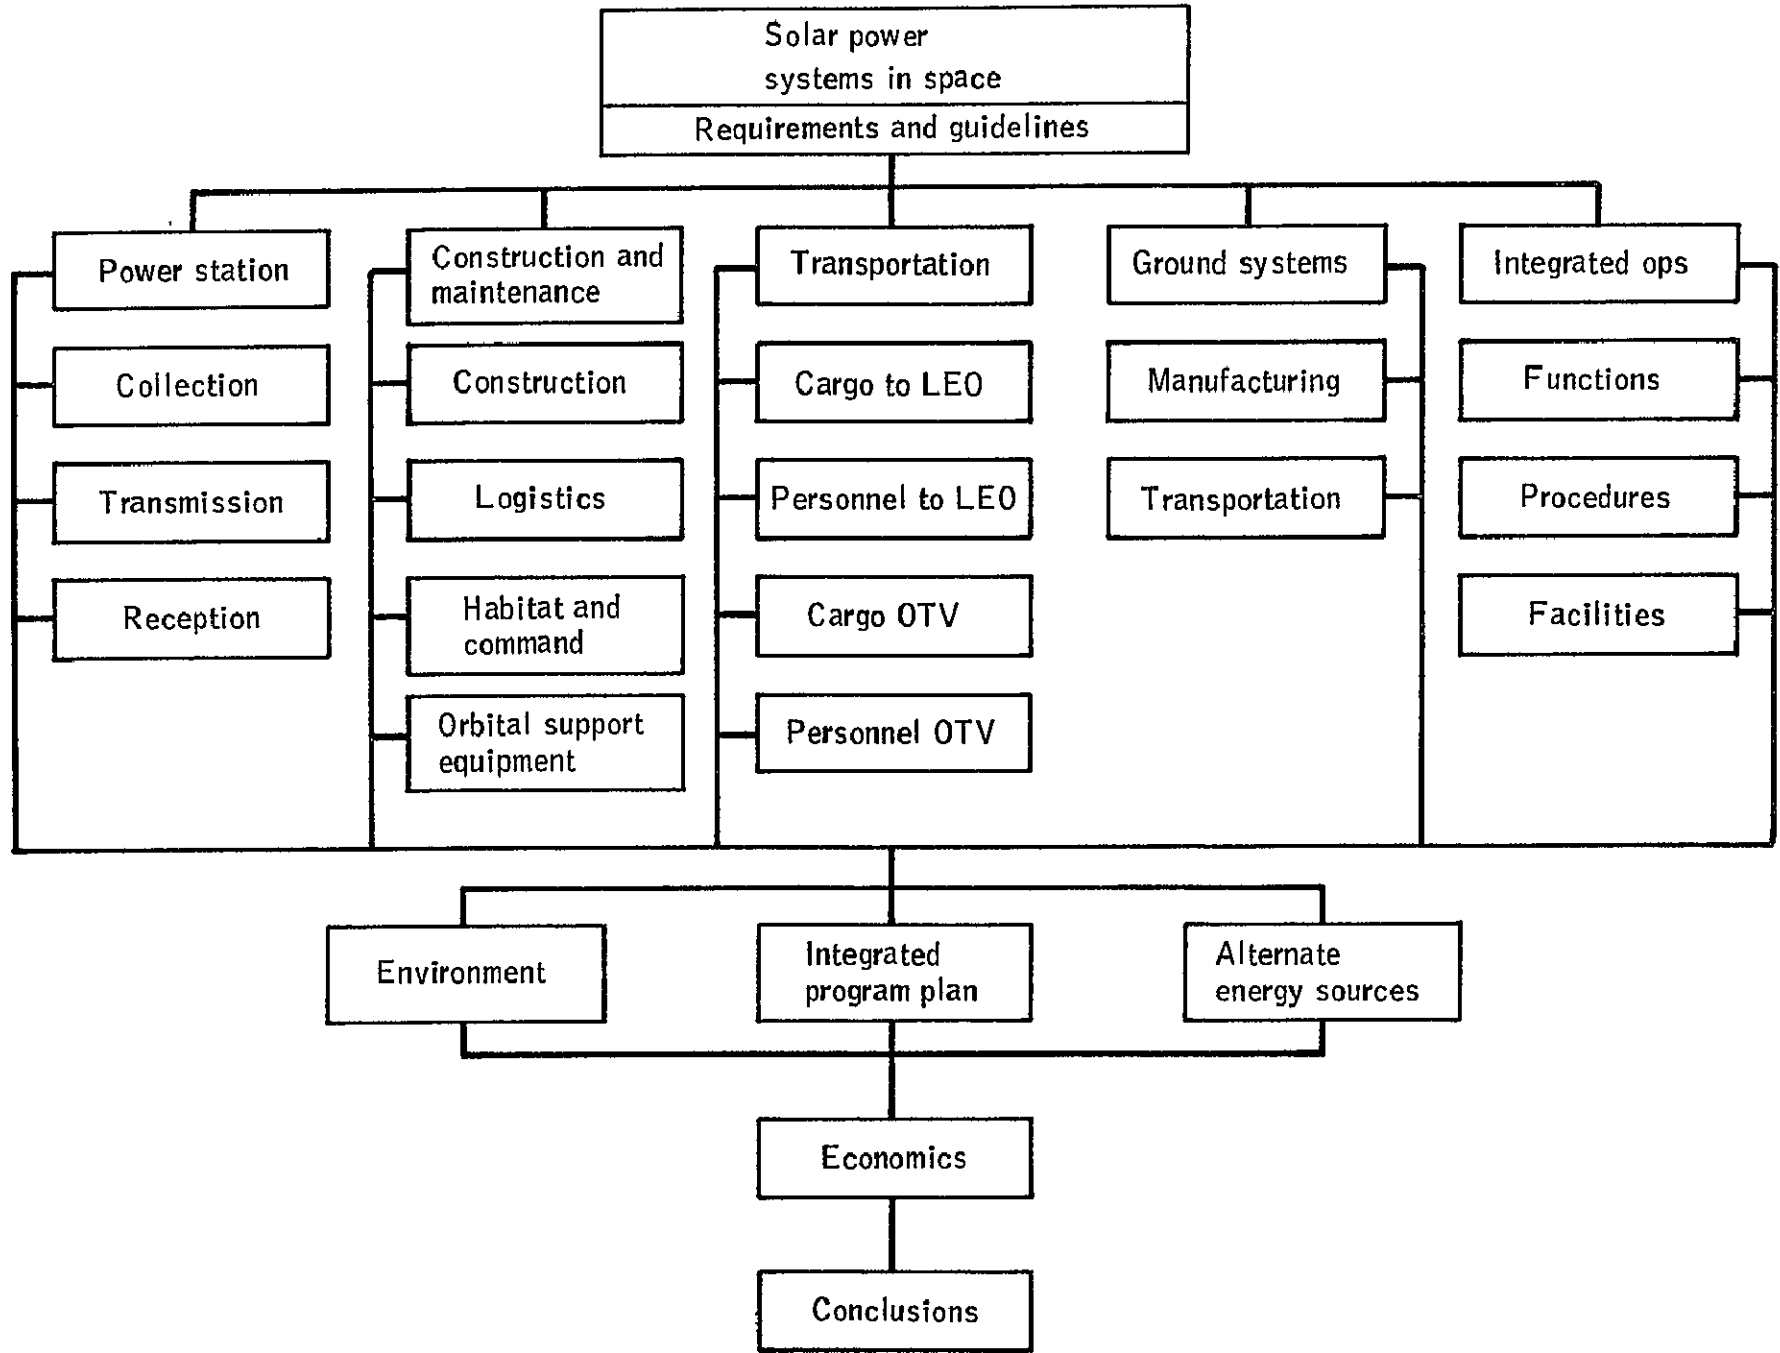 Solar power
systems in space
Requirements and guidelines
Power station
Collection
Transmission
Reception
Construction and
maintenance
Construction
Logistics
Habitat and
command
Orbital support
equipment
Transportation
Cargo to LEO
Personnel to LEO
Cargo OTV
Personnel OTV
Ground systems
Manufacturing
Transportation
Integrated ops
Functions
Procedures
Facilities
Environment
Integrated
program plan
Alternate
energy sources
Economics
Conclusions